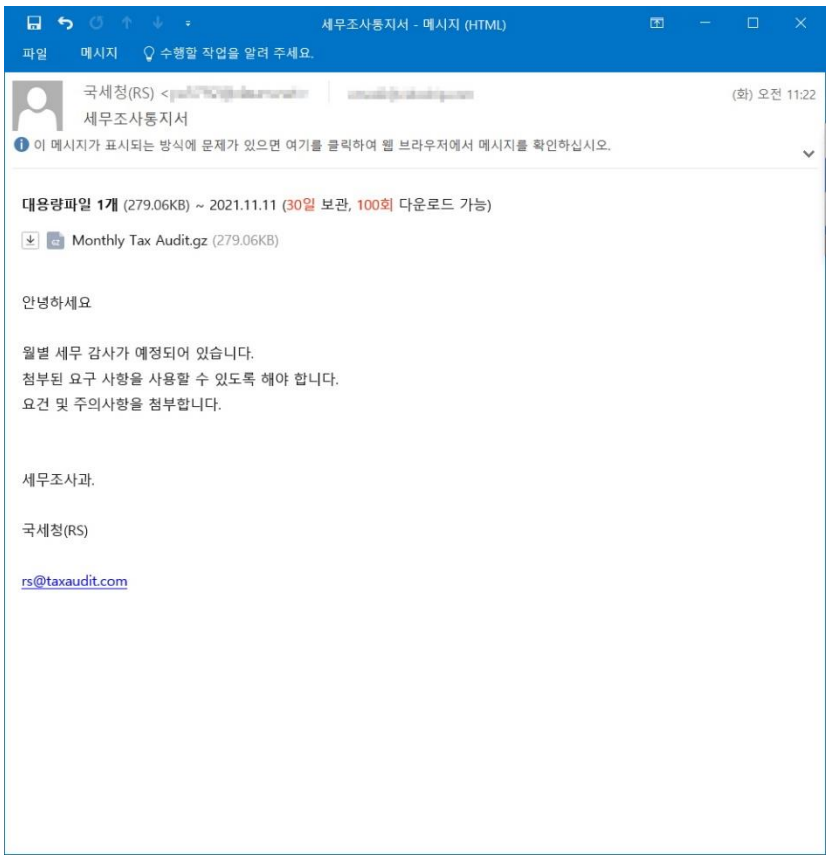 세무조사통지서 - 메시지 (HTML)
파일 메시지 수행할 작업을 알려 주세요.
국세청(RS) <
(화) 오전 11:22
세무조사통지서
이 메시지가 표시되는 방식에 문제가 있으면 여기를 클릭하여 웹 브라우저에서 메시지를 확인하십시오.
대용량파일 1개 (279.06KB) ~ 2021.11.11 (30일 보관, 100회 다운로드 가능)
GZ Monthly Tax Audit.gz (279.06KB)
안녕하세요
월별 세무 감사가 예정되어 있습니다.
첨부된 요구 사항을 사용할 수 있도록 해야 합니다.
요건 및 주의사항을 첨부합니다.
세무조사과.
국세청(RS)
rs@taxaudit.com